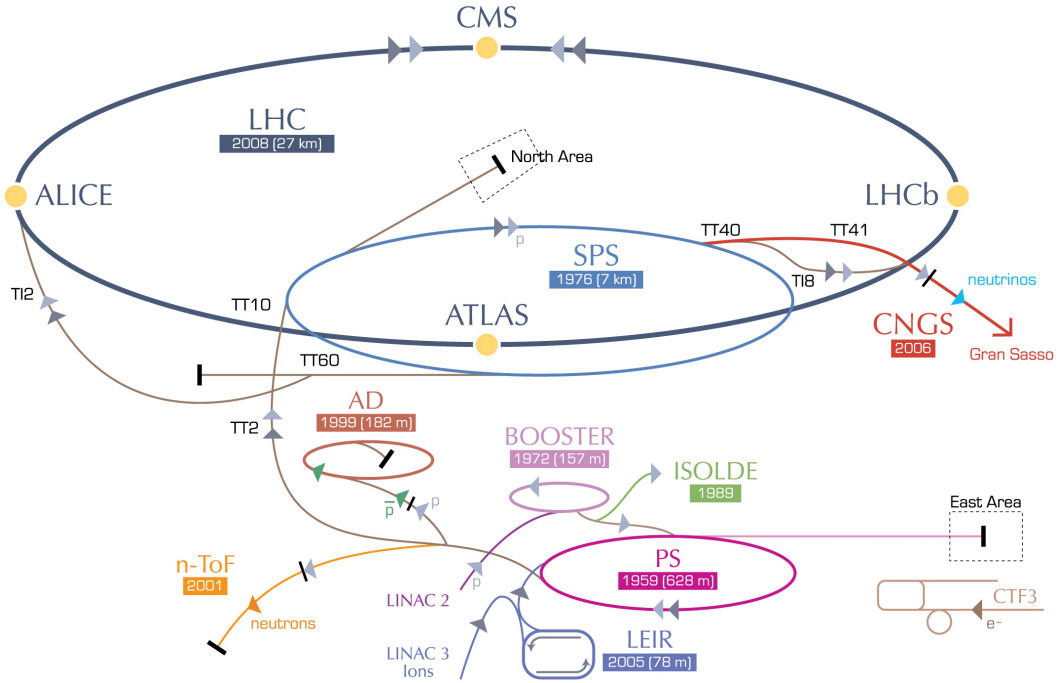 CMS
LHC
2008 (27 km)
North Area
ALICE
LHCb
TT40
TT41
p
SPS
1976 (7 km)
TI8
neutrinos
TI2
TT10
ATLAS
CNGS
2006
Gran Sasso
TT60
AD
1999 (182 m)
TT2
BOOSTER
1972 (157 m)
ISOLDE
1989
East Area
p̅
p
n-ToF
2001
PS
1959 (628 m)
p
LINAC 2
neutrons
CTF3
e-
LEIR
2005 (78 m)
LINAC 3
Ions